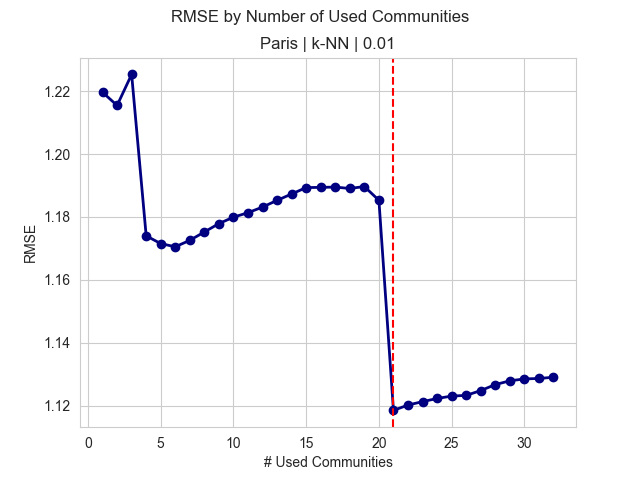 RMSE by Number of Used Communities
Paris | k-NN | 0.01
RMSE
1.22
1.20
1.18
1.16
1.14
1.12
0 5 10 15 20 25 30
# Used Communities